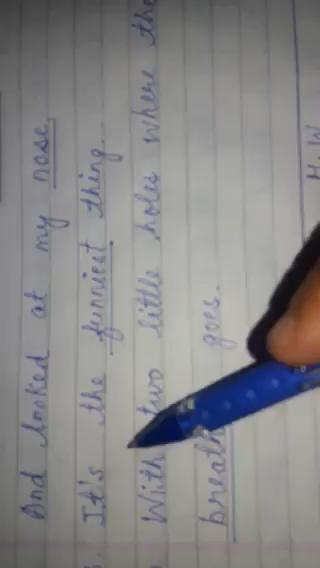 And looked at my nose
It's the funniest thing.
With two little holes where the
breath goes.
H.W